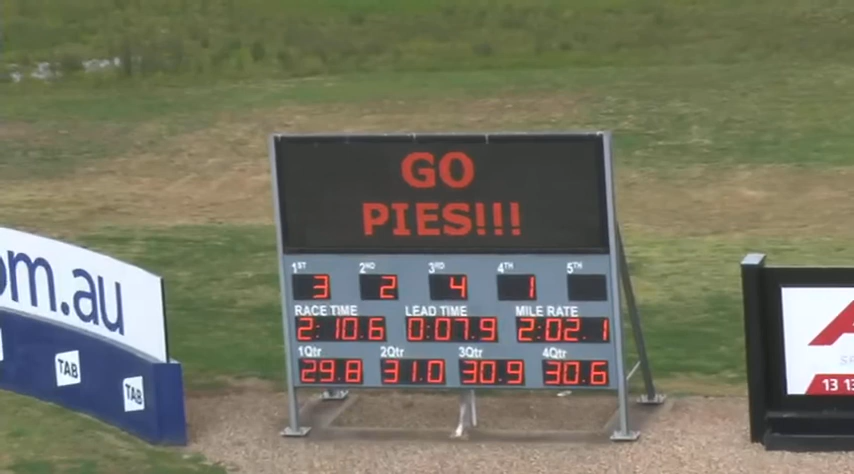 GO
PIES!!!
1ST 2ND 3RD 4TH 5TH
3 2 4 1
RACE TIME LEAD TIME MILE RATE
2:10.6 0:07.9 2:02.1
1Qtr 2Qtr 3Qtr 4Qtr
29.8 31.0 30.9 30.6
om.au
TAB
TAB
A
13 13